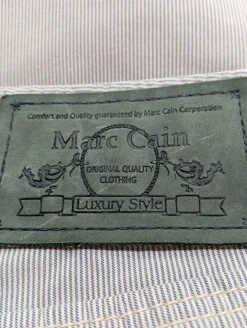 Comfort and Quality guaranteed by Marc Cain Corporation
Marc Cain
ORIGINAL QUALITY
CLOTHING
Luxury Style